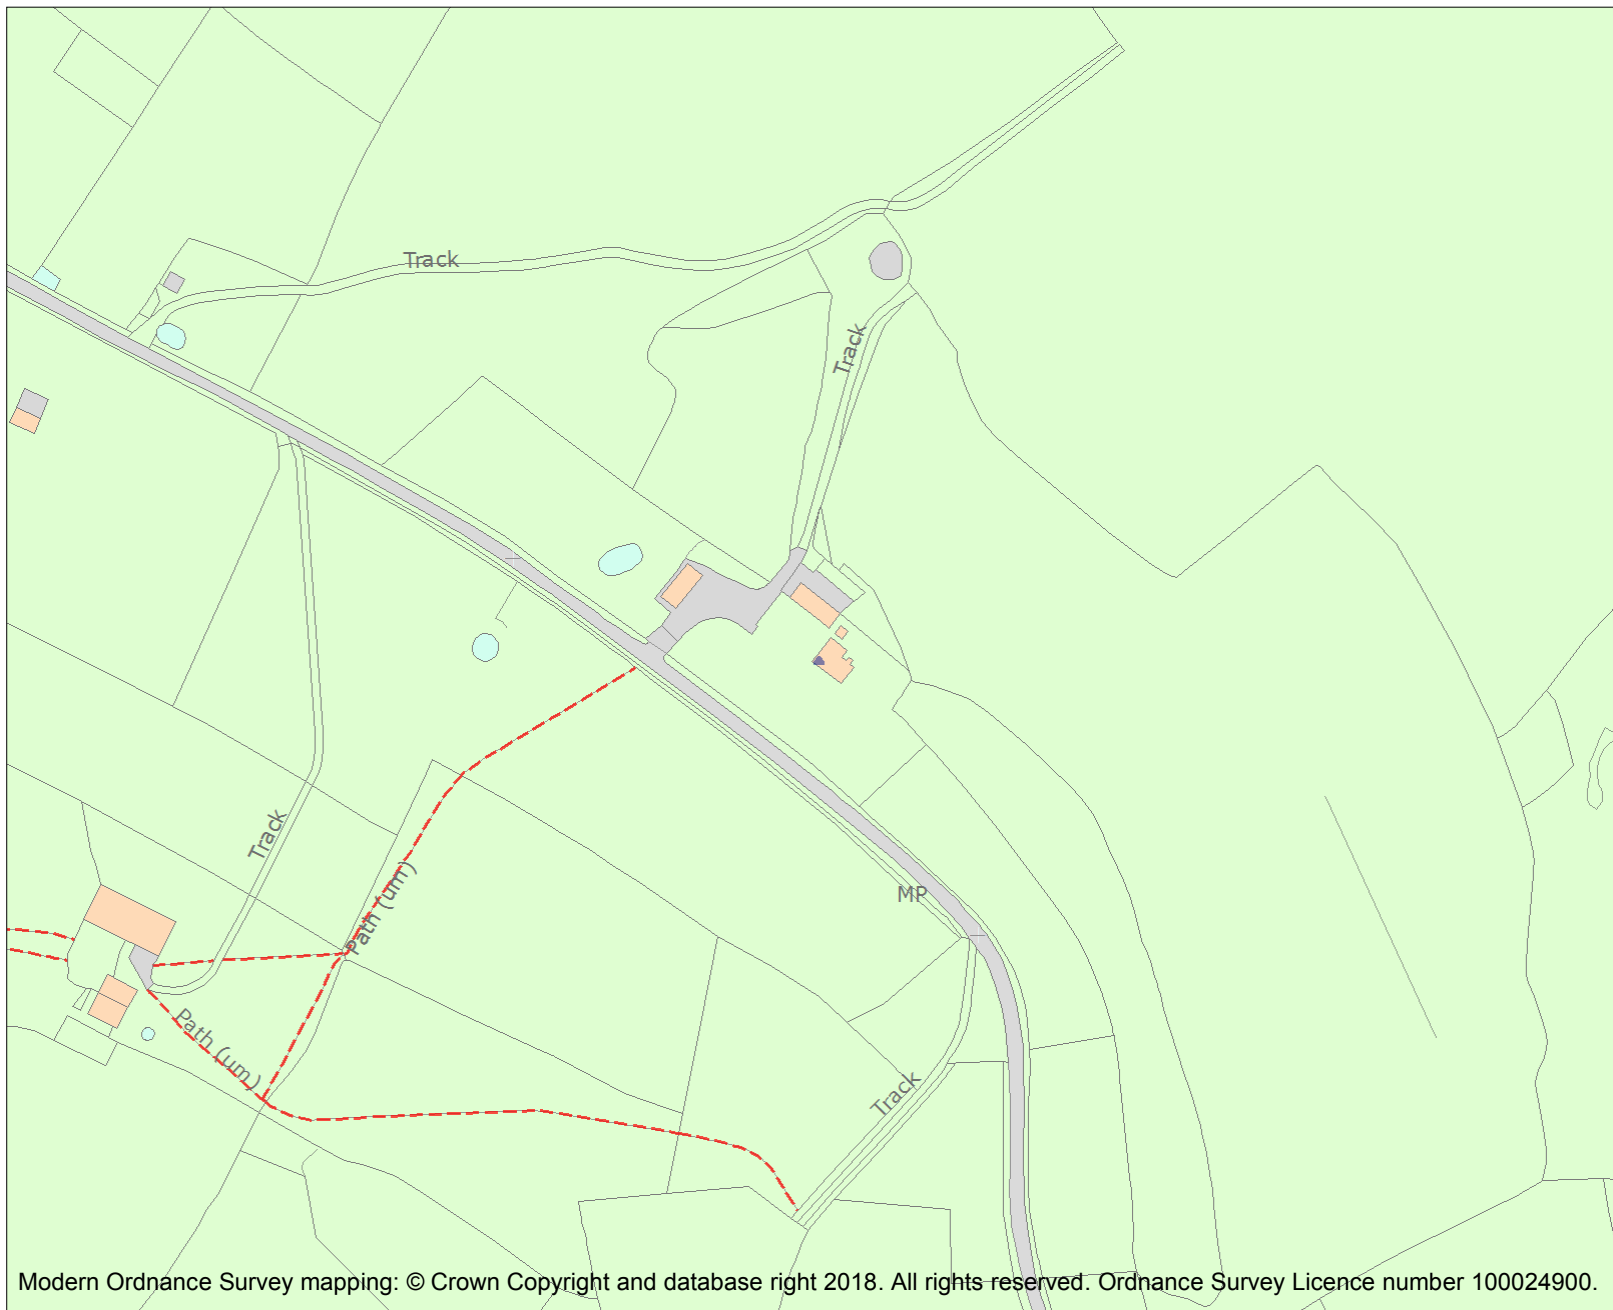 Track
Track
Track
Path (um)
MP
Path (um)
Track
Modern Ordnance Survey mapping: © Crown Copyright and database right 2018. All rights reserved. Ordnance Survey Licence number 100024900.